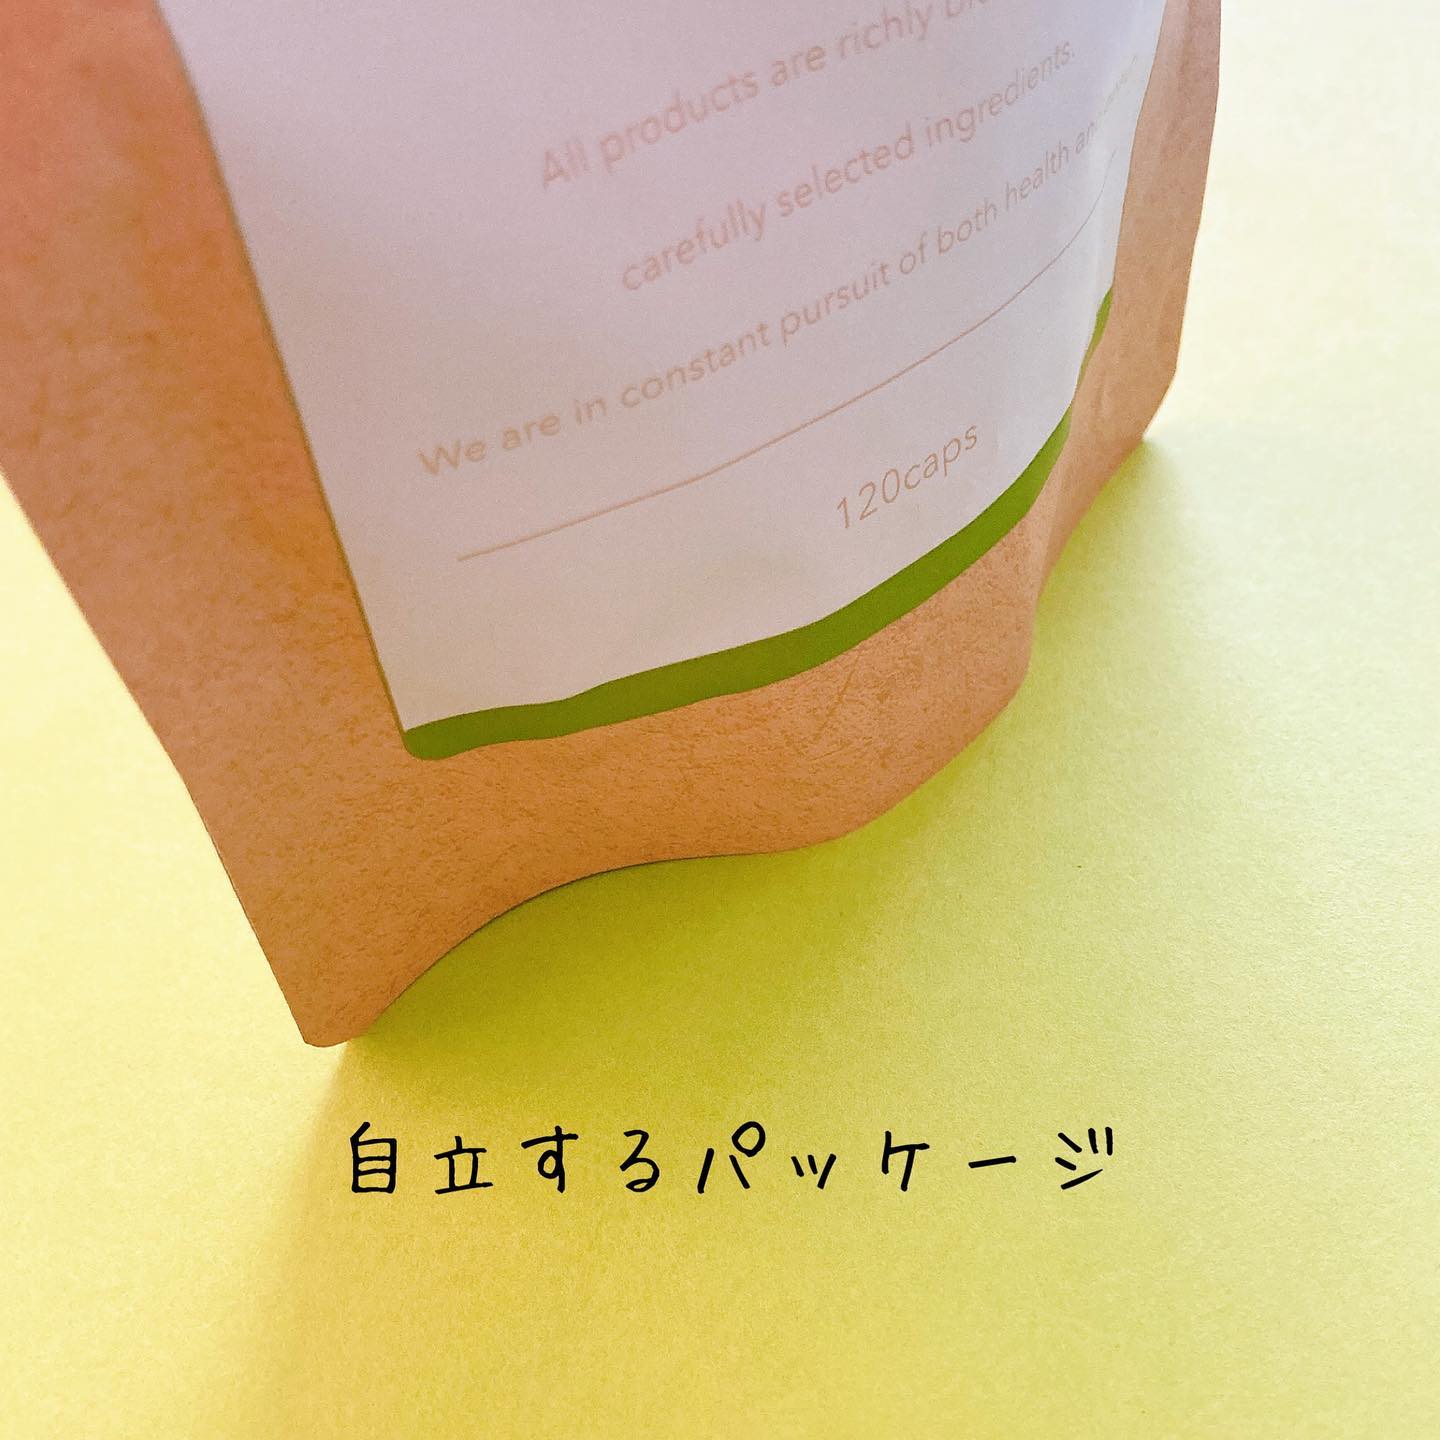 All products are richly
carefully selected ingredients.
We are in constant pursuit of both health
120caps
自立するパッケージ